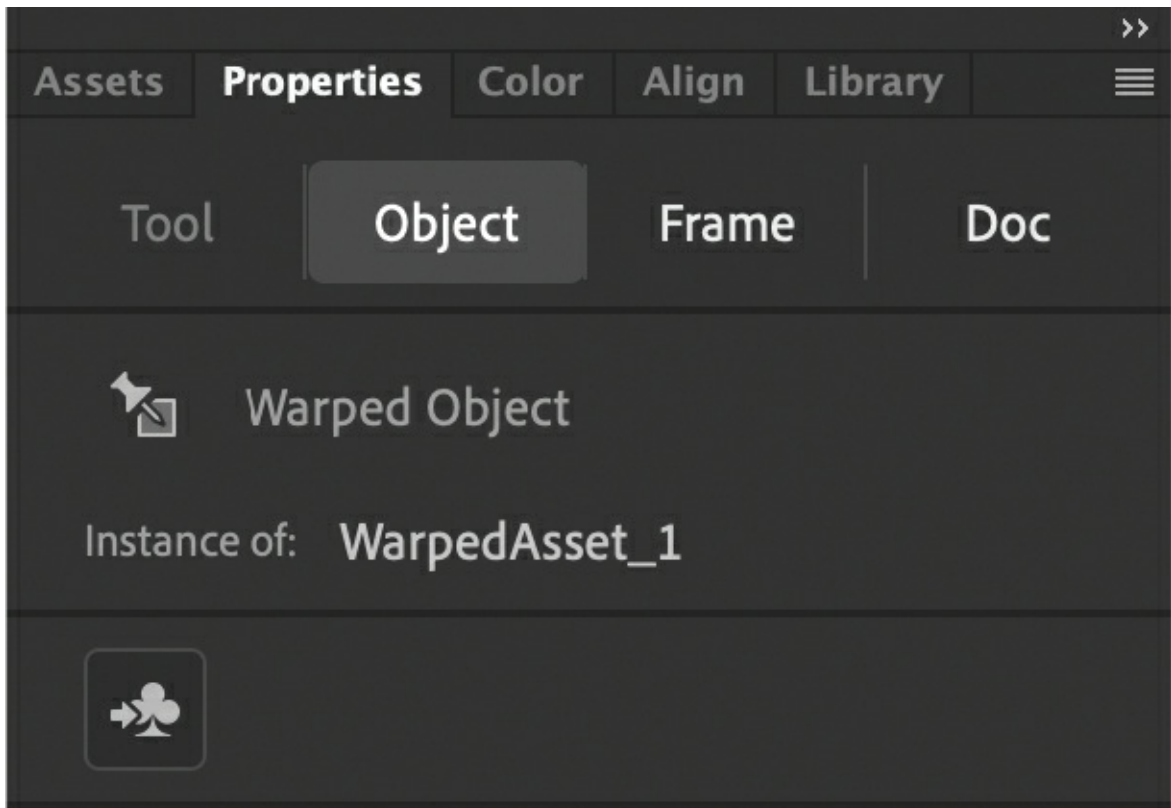 Assets Properties Color Align Library
Tool Object Frame Doc
Warped Object
Instance of: WarpedAsset_1